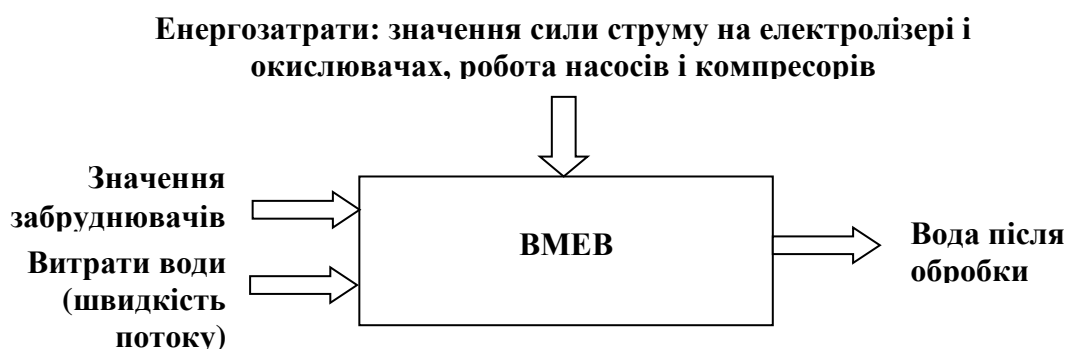 Енергозатрати: значення сили струму на електролізері і
окислювачах, робота насосів і компресорів
Значення
забруднювачів
Витрати води
(швидкість
потоку)
ВМЕВ
Вода після
обробки